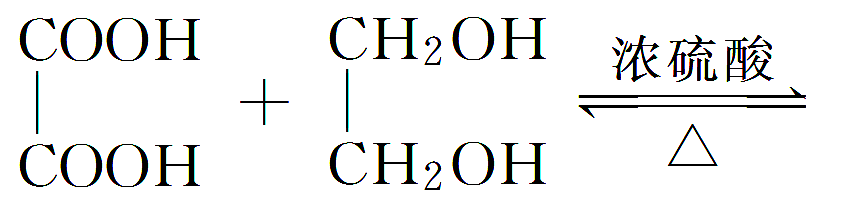 COOH CH₂OH 浓硫酸
+ ⇌
COOH CH₂OH △